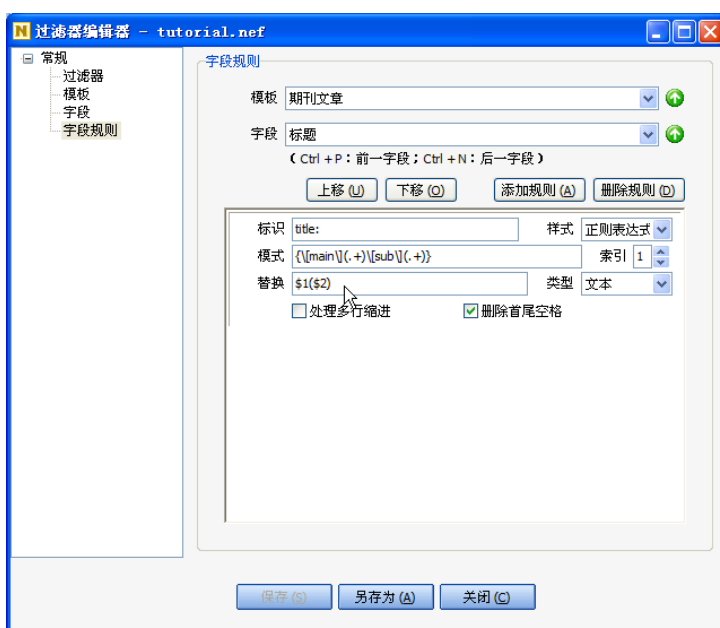 过滤器编辑器 - tutorial.nef
常规
过滤器
模板
字段
字段规则
字段规则
模板 期刊文章
字段 标题
( Ctrl +P：前一字段；Ctrl +N：后一字段 )
上移 (U) 下移 (O) 添加规则 (A) 删除规则 (D)
标识 title: 样式 正则表达式
模式 {\[main\](.+)\[sub\](.+)} 索引 1
替换 $1($2) 类型 文本
处理多行缩进 删除首尾空格
保存 (S) 另存为 (A) 关闭 (C)